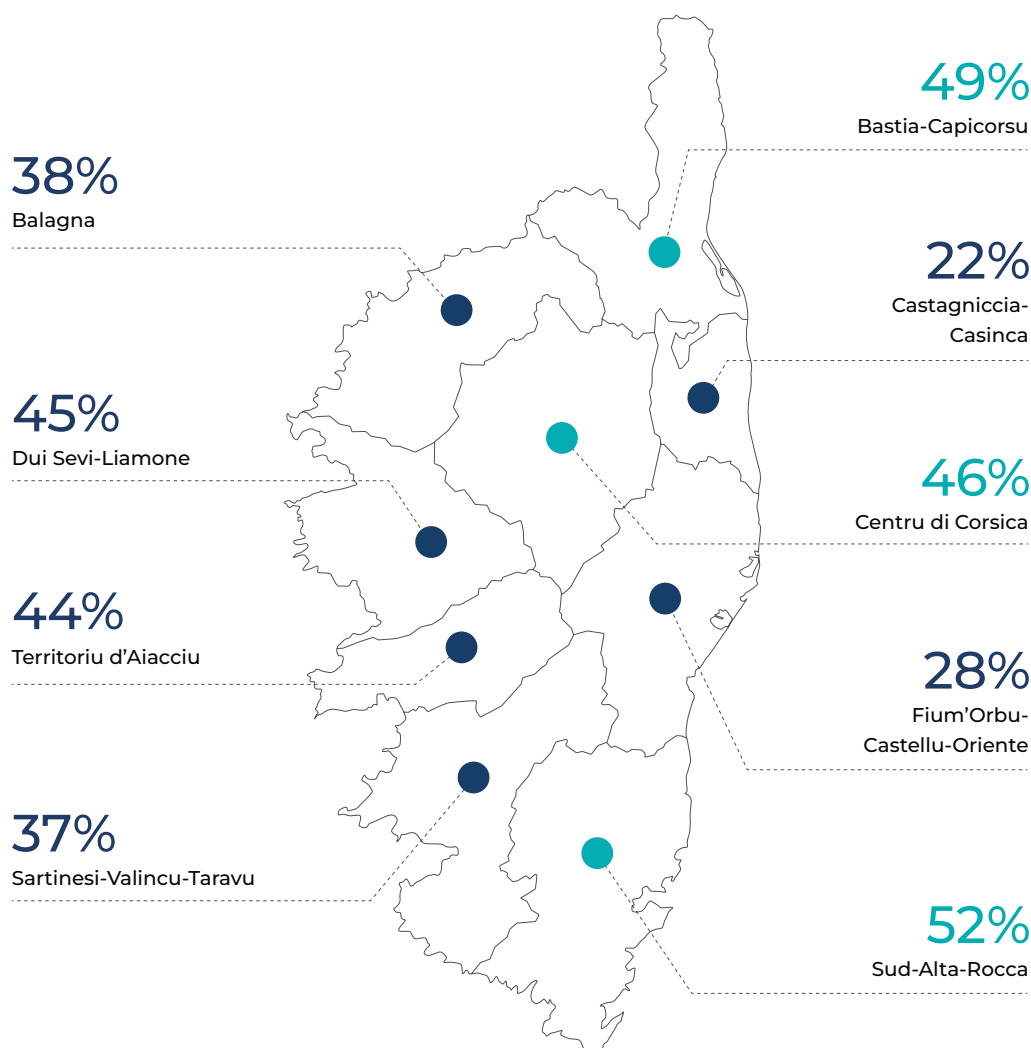 49%
Bastia-Capicorsu
38%
Balagna
22%
Castagniccia-
Casinca
45%
Dui Sevi-Liamone
46%
Centru di Corsica
44%
Territoriu d’Aiacciu
28%
Fium’Orbu-
Castellu-Oriente
37%
Sartinesi-Valincu-Taravu
52%
Sud-Alta-Rocca